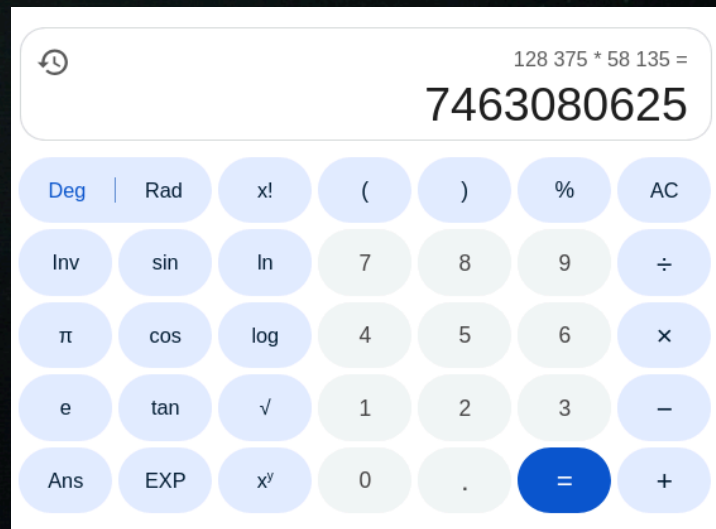 128 375 * 58 135 =
7463080625
Deg | Rad x! ( ) % AC
Inv sin ln 7 8 9 ÷
π cos log 4 5 6 ×
e tan √ 1 2 3 −
Ans EXP xʸ 0 . = +